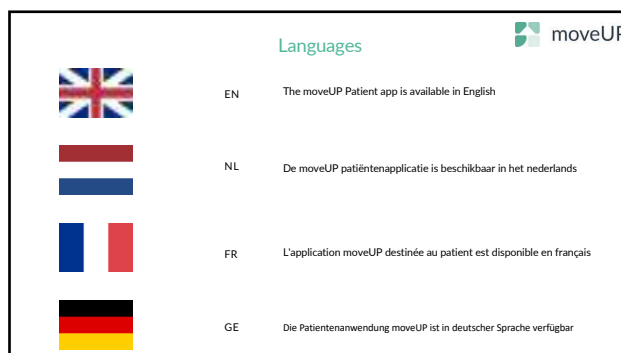 Languages
moveUP
EN
The moveUP Patient app is available in English
NL
De moveUP patiëntenapplicatie is beschikbaar in het nederlands
FR
L'application moveUP destinée au patient est disponible en français
GE
Die Patientenanwendung moveUP ist in deutscher Sprache verfügbar